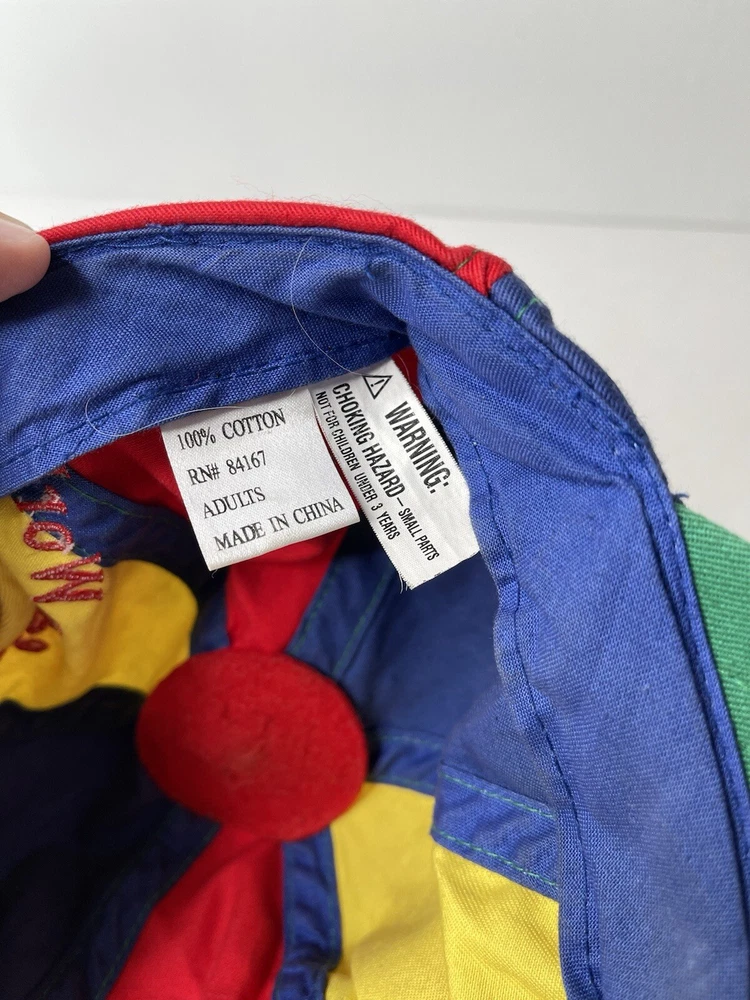 100% COTTON
RN# 84167
ADULTS
MADE IN CHINA
⚠ WARNING:
CHOKING HAZARD – SMALL PARTS
NOT FOR CHILDREN UNDER 3 YEARS